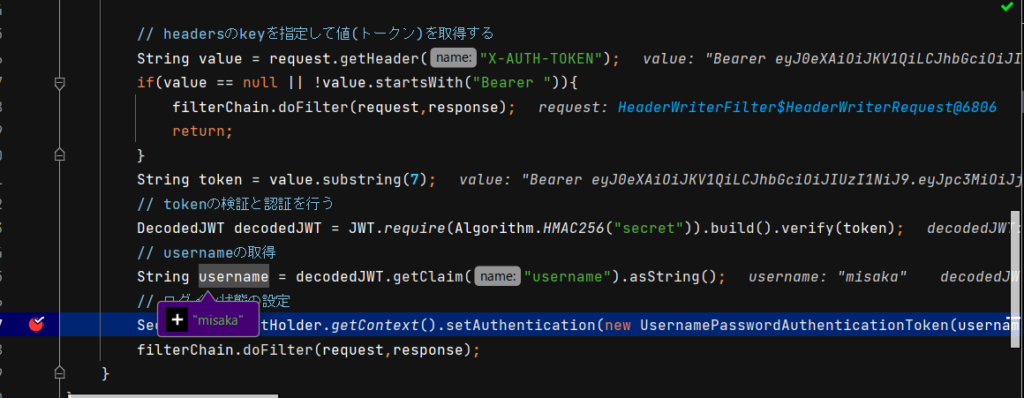 // headersのkeyを指定して値(トークン)を取得する
String value = request.getHeader( name: "X-AUTH-TOKEN"); value: "Bearer eyJ0eXAiOiJKV1QiLCJhbGciOiJI
if(value == null || !value.startsWith("Bearer ")){
filterChain.doFilter(request,response); request: HeaderWriterFilter$HeaderWriterRequest@6806
return;
}
String token = value.substring(7); value: "Bearer eyJ0eXAiOiJKV1QiLCJhbGciOiJIUzI1NiJ9.eyJpc3MiOiJj
// tokenの検証と認証を行う
DecodedJWT decodedJWT = JWT.require(Algorithm.HMAC256("secret")).build().verify(token); decodedJWT:
// usernameの取得
String username = decodedJWT.getClaim( name: "username").asString(); username: "misaka" decodedJW
// ログイン状態の設定
+ "misaka"
Se tHolder.getContext().setAuthentication(new UsernamePasswordAuthenticationToken(usernam
filterChain.doFilter(request,response);
}